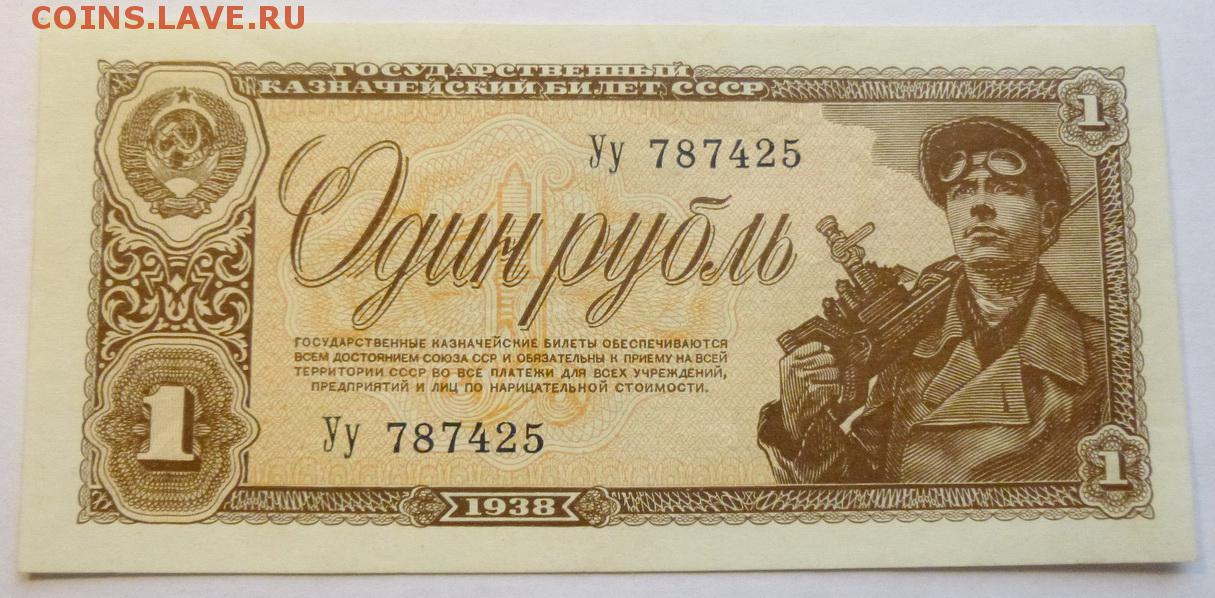 COINS.LAVE.RU
ГОСУДАРСТВЕННЫЙ
КАЗНАЧЕЙСКИЙ БИЛЕТ СССР
1
Уу 787425
Один рубль
ГОСУДАРСТВЕННЫЕ КАЗНАЧЕЙСКИЕ БИЛЕТЫ ОБЕСПЕЧИВАЮТСЯ
ВСЕМ ДОСТОЯНИЕМ СОЮЗА ССР И ОБЯЗАТЕЛЬНЫ К ПРИЕМУ НА ВСЕЙ
ТЕРРИТОРИИ СССР ВО ВСЕ ПЛАТЕЖИ ДЛЯ ВСЕХ УЧРЕЖДЕНИЙ,
ПРЕДПРИЯТИЙ И ЛИЦ ПО НАРИЦАТЕЛЬНОЙ СТОИМОСТИ.
1
Уу 787425
1
1938